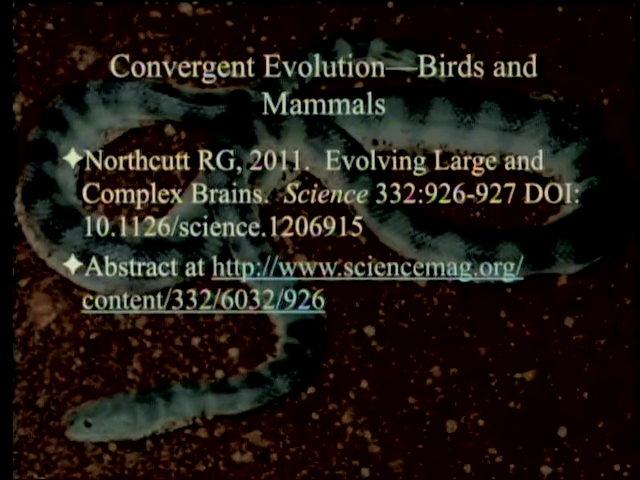 Convergent Evolution—Birds and
Mammals
✦Northcutt RG, 2011. Evolving Large and
Complex Brains. Science 332:926-927 DOI:
10.1126/science.1206915
✦Abstract at http://www.sciencemag.org/
content/332/6032/926